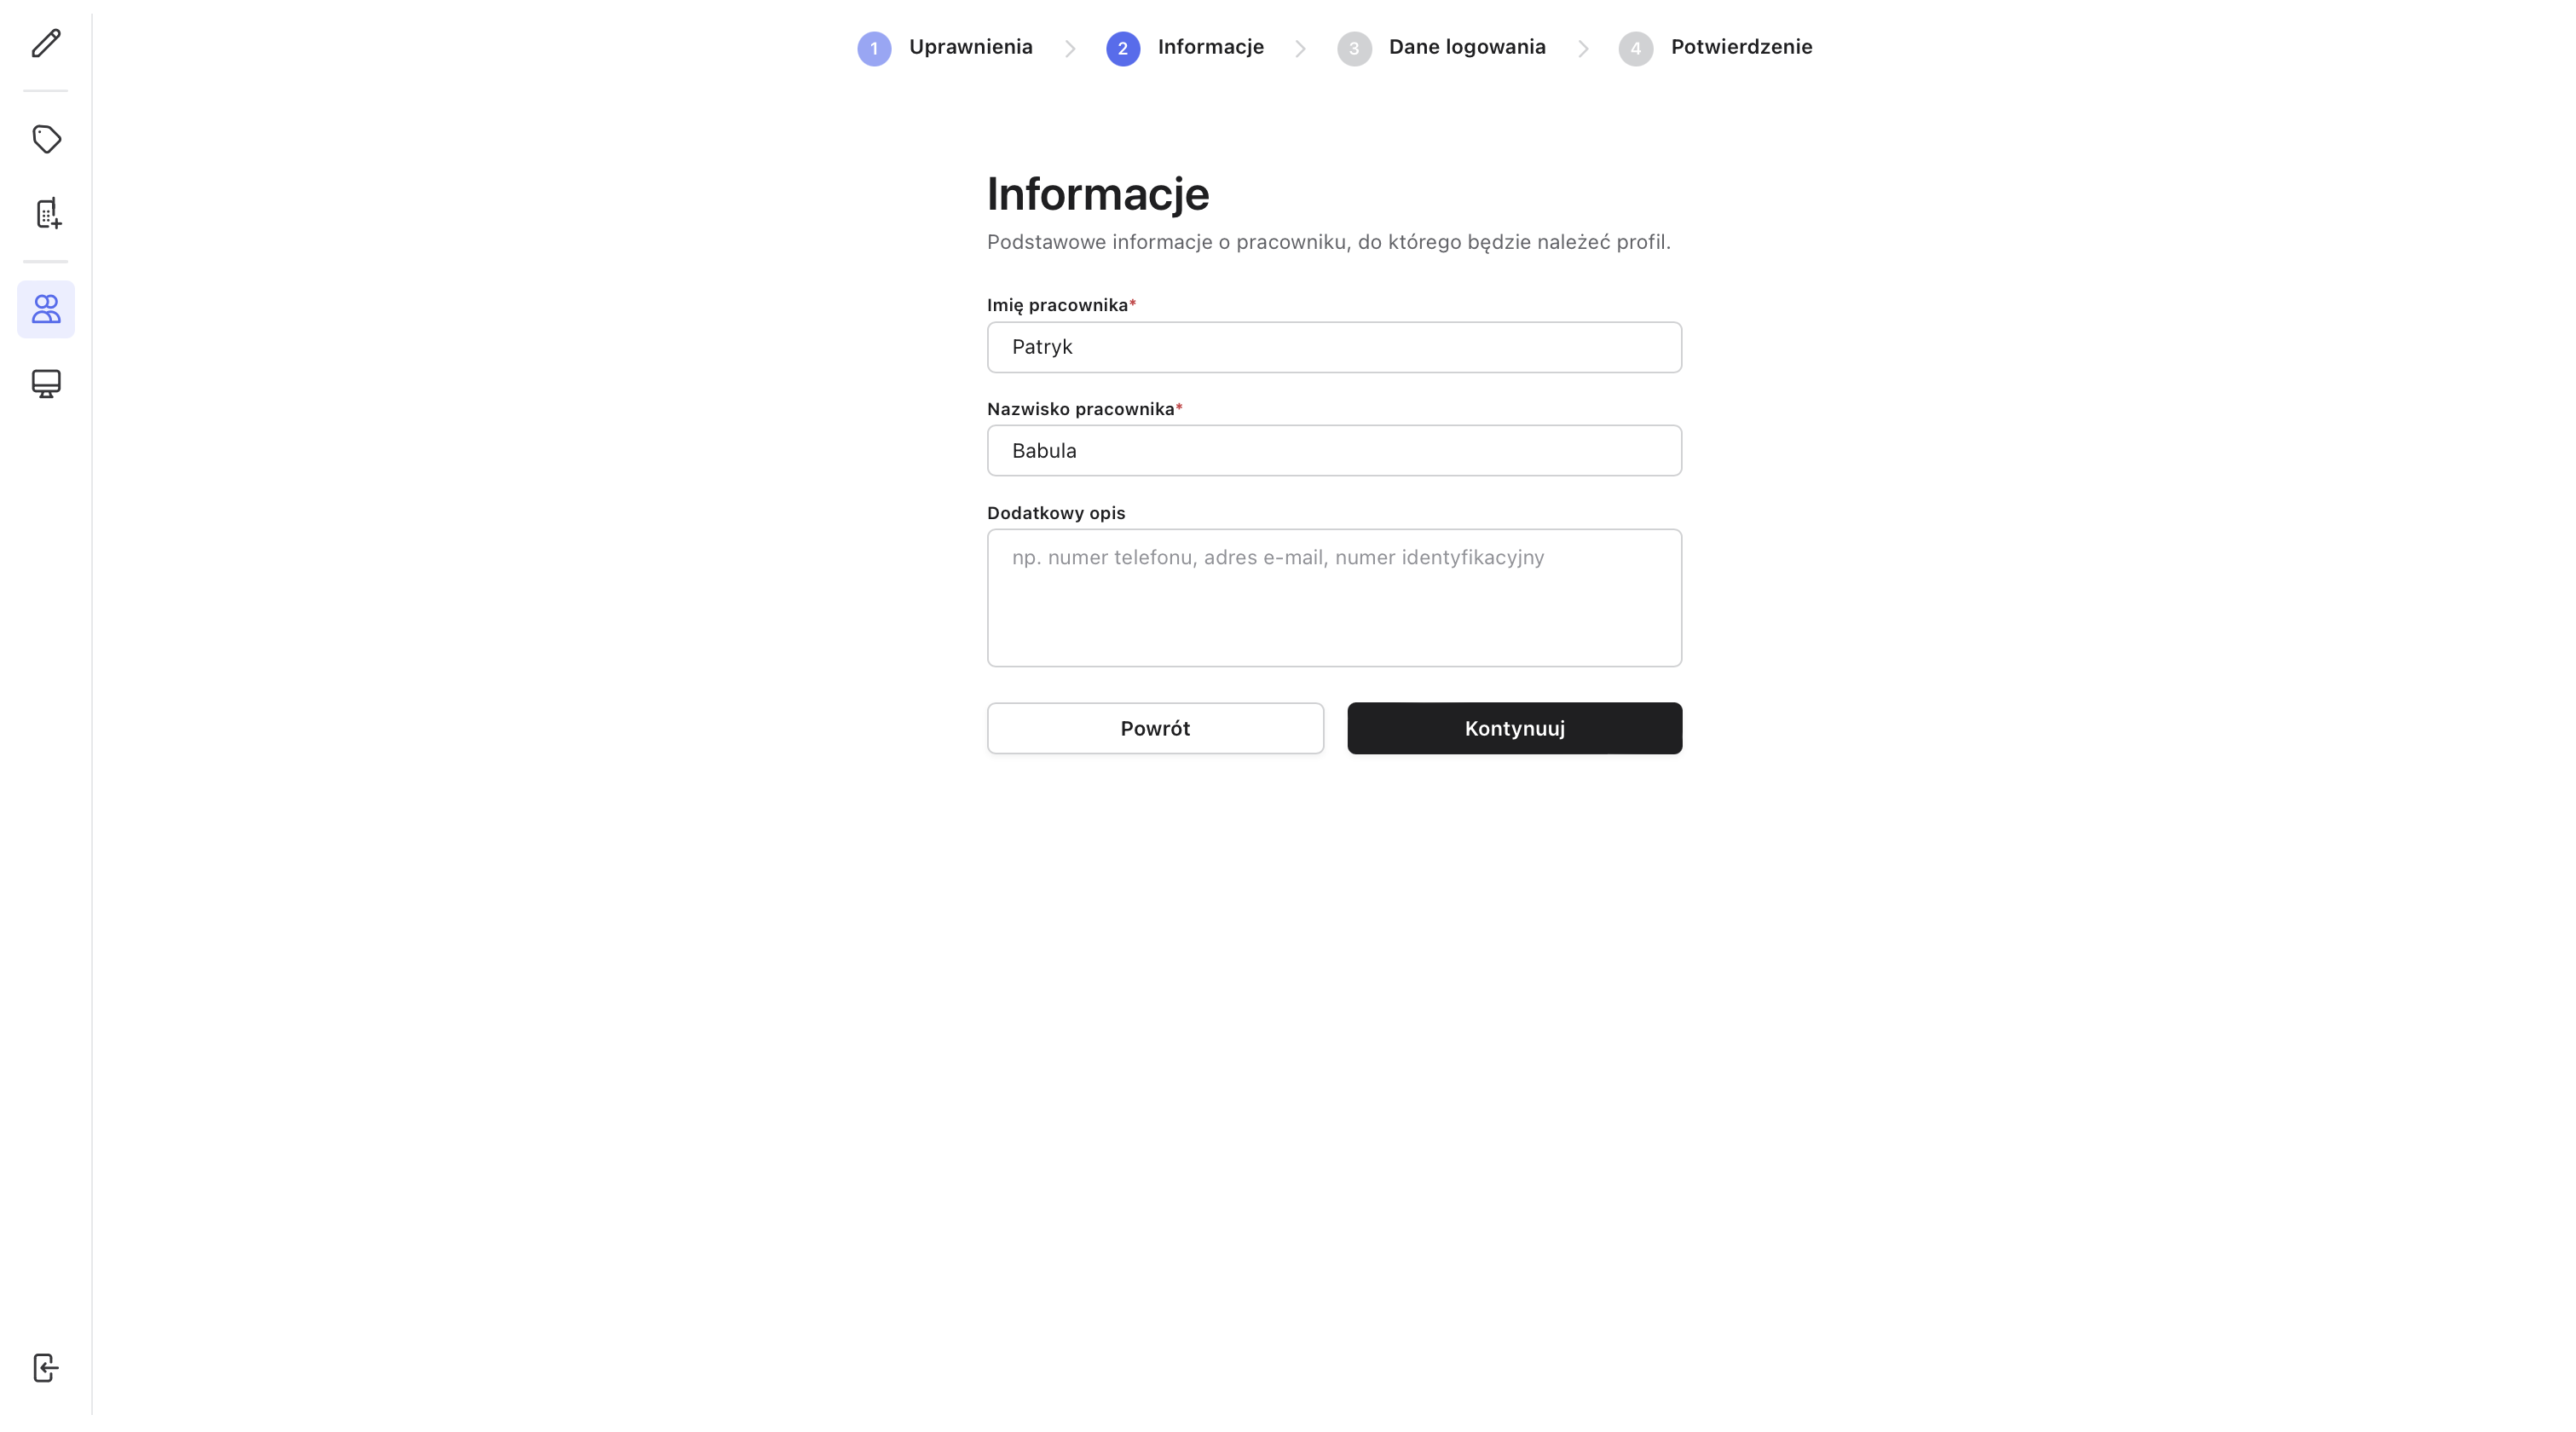 1 Uprawnienia 2 Informacje 3 Dane logowania 4 Potwierdzenie
Informacje
Podstawowe informacje o pracowniku, do którego będzie należeć profil.
Imię pracownika*
Patryk
Nazwisko pracownika*
Babula
Dodatkowy opis
np. numer telefonu, adres e-mail, numer identyfikacyjny
Powrót Kontynuuj